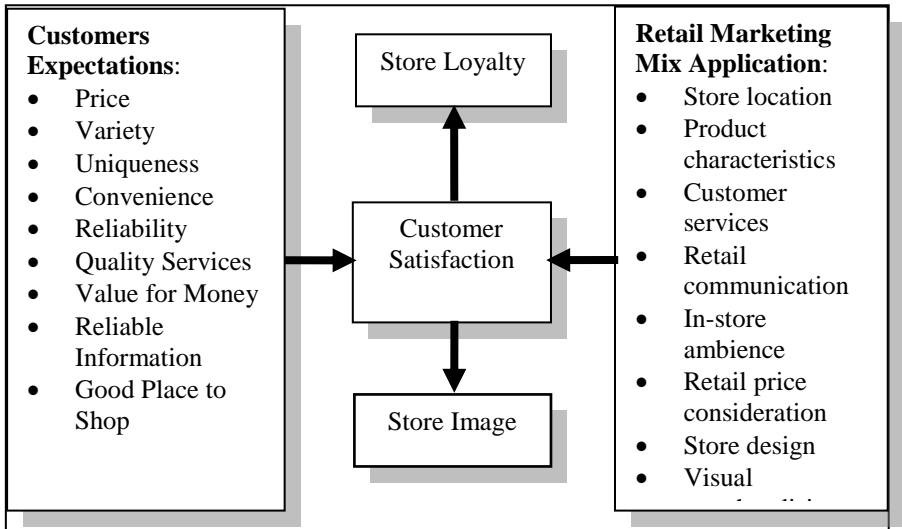 Customers
Expectations:
• Price
• Variety
• Uniqueness
• Convenience
• Reliability
• Quality Services
• Value for Money
• Reliable
Information
• Good Place to
Shop
Store Loyalty
Customer
Satisfaction
Store Image
Retail Marketing
Mix Application:
• Store location
• Product
characteristics
• Customer
services
• Retail
communication
• In-store
ambience
• Retail price
consideration
• Store design
• Visual